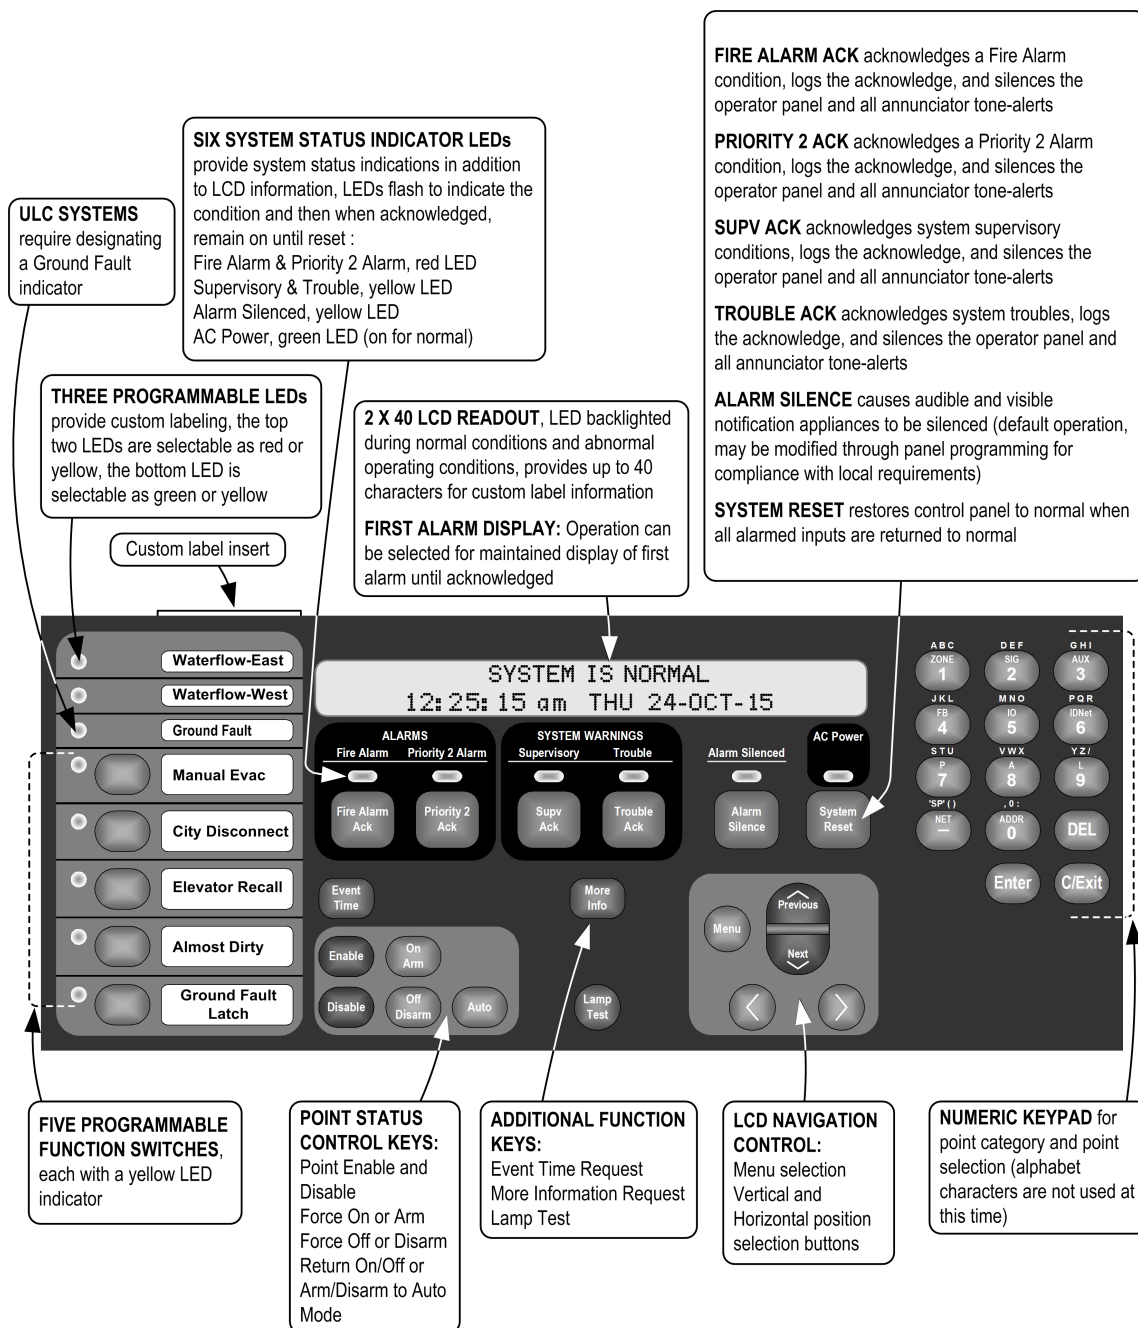 FIRE ALARM ACK acknowledges a Fire Alarm
condition, logs the acknowledge, and silences the
operator panel and all annunciator tone-alerts
PRIORITY 2 ACK acknowledges a Priority 2 Alarm
condition, logs the acknowledge, and silences the
operator panel and all annunciator tone-alerts
SUPV ACK acknowledges system supervisory
conditions, logs the acknowledge, and silences the
operator panel and all annunciator tone-alerts
TROUBLE ACK acknowledges system troubles, logs
the acknowledge, and silences the operator panel and
all annunciator tone-alerts
ALARM SILENCE causes audible and visible
notification appliances to be silenced (default operation,
may be modified through panel programming for
compliance with local requirements)
SYSTEM RESET restores control panel to normal when
all alarmed inputs are returned to normal
SIX SYSTEM STATUS INDICATOR LEDs
provide system status indications in addition
to LCD information, LEDs flash to indicate the
condition and then when acknowledged,
remain on until reset :
Fire Alarm & Priority 2 Alarm, red LED
Supervisory & Trouble, yellow LED
Alarm Silenced, yellow LED
AC Power, green LED (on for normal)
ULC SYSTEMS
require designating
a Ground Fault
indicator
THREE PROGRAMMABLE LEDs
provide custom labeling, the top
two LEDs are selectable as red or
yellow, the bottom LED is
selectable as green or yellow
2 X 40 LCD READOUT, LED backlighted
during normal conditions and abnormal
operating conditions, provides up to 40
characters for custom label information
FIRST ALARM DISPLAY: Operation can
be selected for maintained display of first
alarm until acknowledged
Custom label insert
Waterflow-East
Waterflow-West
Ground Fault
Manual Evac
City Disconnect
Elevator Recall
Almost Dirty
Ground Fault
Latch
SYSTEM IS NORMAL
12:25:15 am THU 24-OCT-15
ALARMS
Fire Alarm Priority 2 Alarm
SYSTEM WARNINGS
Supervisory Trouble
Alarm Silenced
AC Power
Fire Alarm
Ack
Priority 2
Ack
Supv
Ack
Trouble
Ack
Alarm
Silence
System
Reset
Event
Time
More
Info
Enable
On
Arm
Disable
Off
Disarm
Auto
Lamp
Test
Menu
Previous
Next
A B C
ZONE
1
D E F
SIG
2
G H I
AUX
3
J K L
FB
4
M N O
IO
5
P Q R
IDNet
6
S T U
P
7
V W X
A
8
Y Z /
L
9
'SP' ( )
NET
–
, 0 :
ADDR
0
DEL
Enter
C/Exit
FIVE PROGRAMMABLE
FUNCTION SWITCHES,
each with a yellow LED
indicator
POINT STATUS
CONTROL KEYS:
Point Enable and
Disable
Force On or Arm
Force Off or Disarm
Return On/Off or
Arm/Disarm to Auto
Mode
ADDITIONAL FUNCTION
KEYS:
Event Time Request
More Information Request
Lamp Test
LCD NAVIGATION
CONTROL:
Menu selection
Vertical and
Horizontal position
selection buttons
NUMERIC KEYPAD for
point category and point
selection (alphabet
characters are not used at
this time)